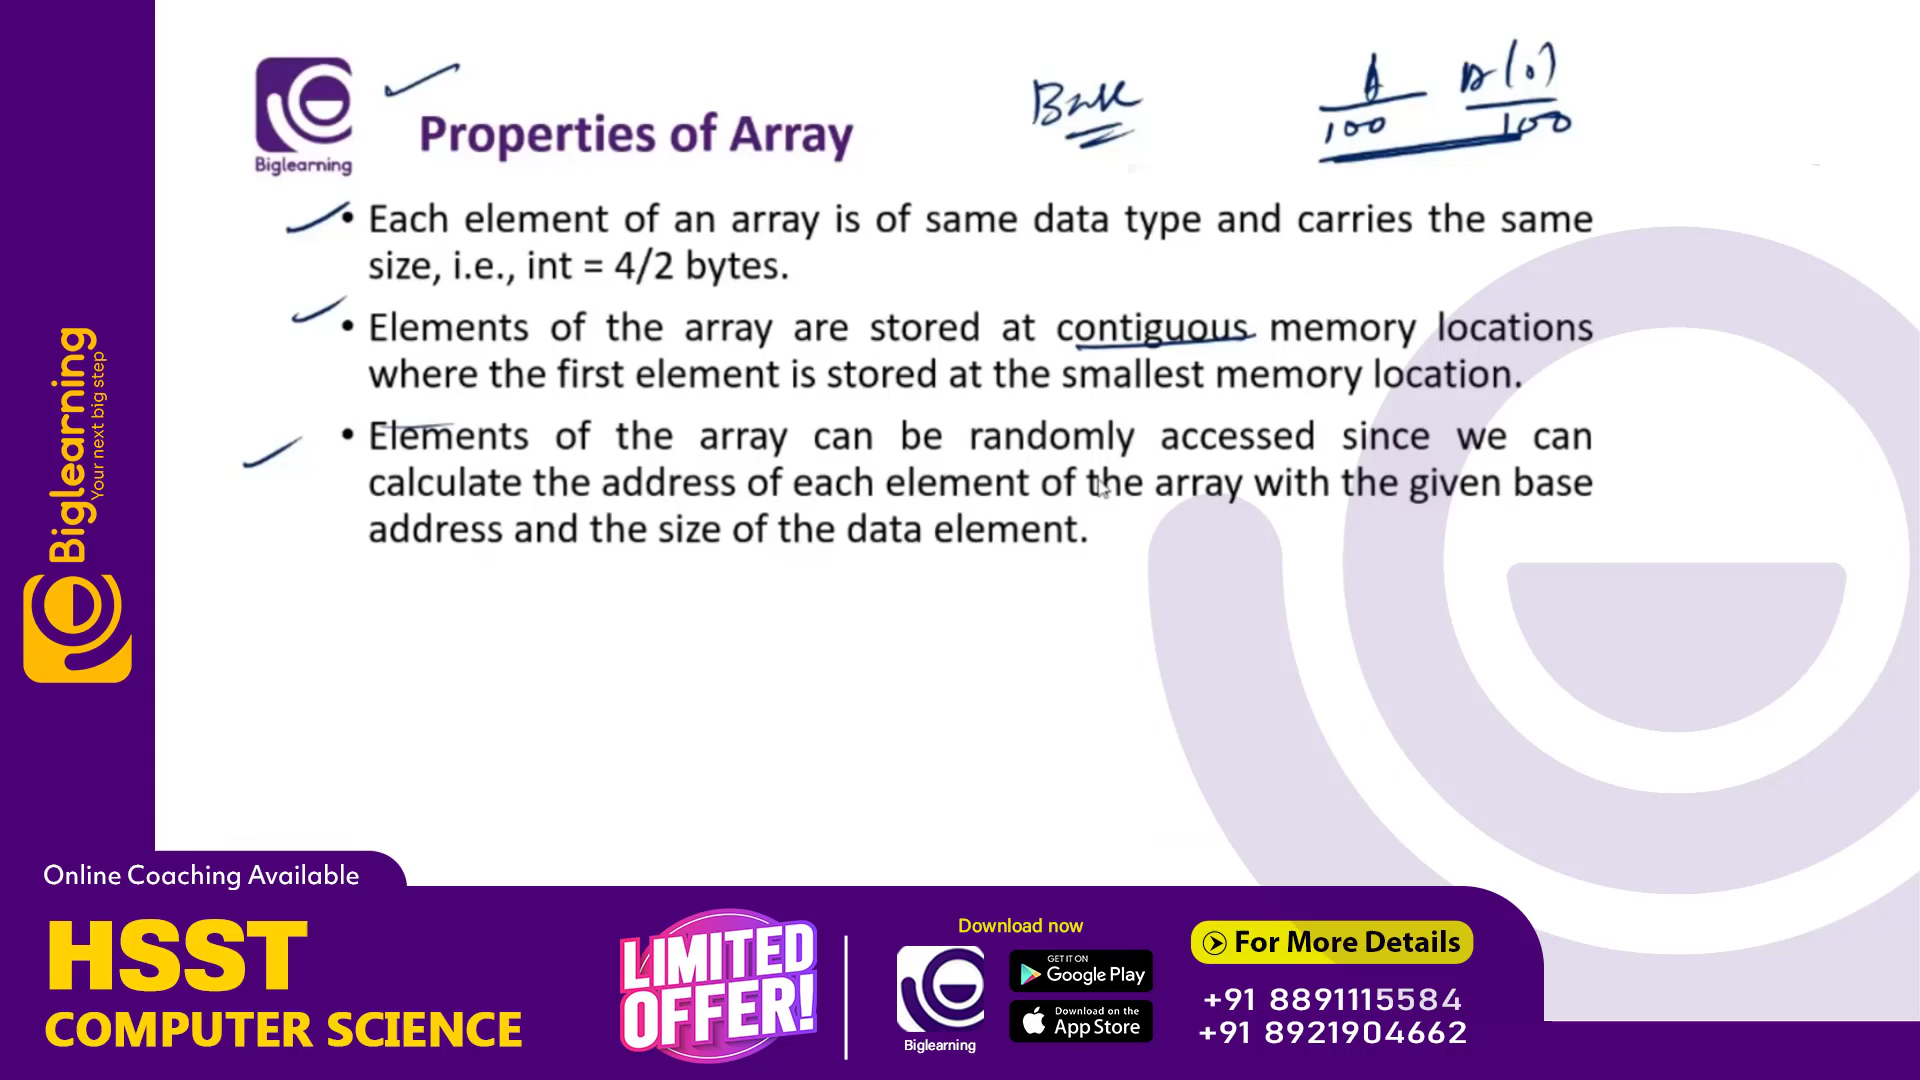 Biglearning
Properties of Array
Base
A
100
A(0)
100
• Each element of an array is of same data type and carries the same
size, i.e., int = 4/2 bytes.
• Elements of the array are stored at contiguous memory locations
where the first element is stored at the smallest memory location.
• Elements of the array can be randomly accessed since we can
calculate the address of each element of the array with the given base
address and the size of the data element.
Biglearning
Your next big step
Online Coaching Available
HSST
COMPUTER SCIENCE
LIMITED
OFFER!
Download now
Biglearning
GET IT ON
Google Play
Download on the
App Store
For More Details
+91 8891115584
+91 8921904662